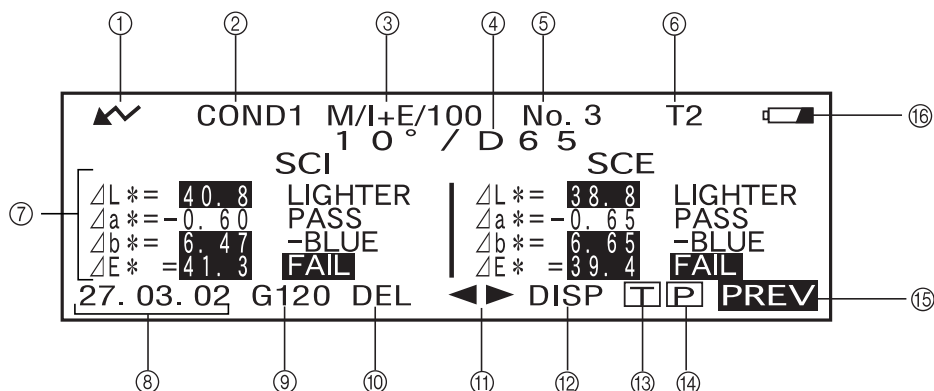 ① ② ③ ④ ⑤ ⑥
COND1 M/I+E/100 No. 3 T2 ⑯
10°/D65
SCI SCE
⑦
⊿L*= 40.8 LIGHTER ⊿L*= 38.8 LIGHTER
⊿a*=-0.60 PASS ⊿a*=-0.65 PASS
⊿b*= 6.47 -BLUE ⊿b*= 6.65 -BLUE
⊿E* =41.3 FAIL ⊿E* =39.4 FAIL
27.03.02 G120 DEL ◀▶ DISP T P PREV ⑮
⑧ ⑨ ⑩ ⑪ ⑫ ⑬ ⑭